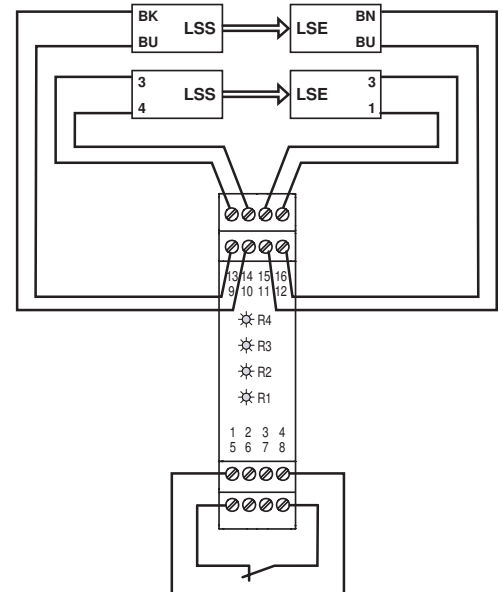 BK LSS LSE BN
BU BU
3 LSS LSE 3
4 1
13 14 15 16
9 10 11 12
R4
R3
R2
R1
1 2 3 4
5 6 7 8